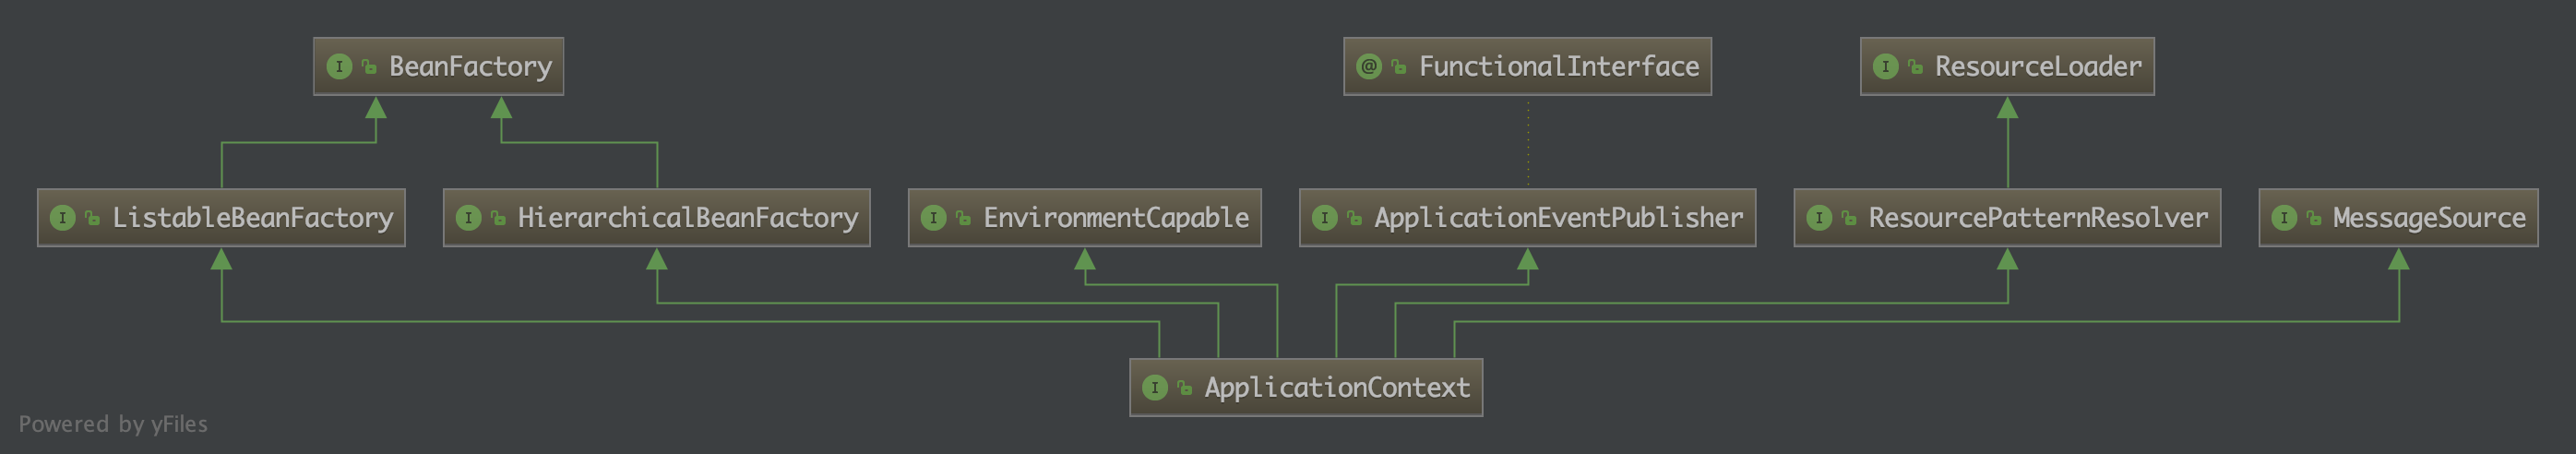 BeanFactory
FunctionalInterface
ResourceLoader
ListableBeanFactory
HierarchicalBeanFactory
EnvironmentCapable
ApplicationEventPublisher
ResourcePatternResolver
MessageSource
ApplicationContext
Powered by yFiles